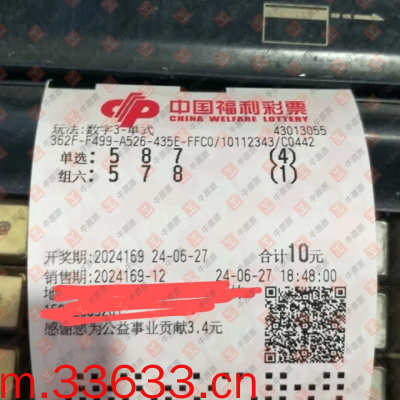 中国福利彩票
CHINA WELFARE LOTTERY
玩法:数字3-单式 43013055
362F-F499-A526-435E-FFC0/10112343/C0442
单选: 5 8 7 (4)
组六: 5 7 8 (1)
开奖期:2024169 24-06-27 合计10元
销售期:2024169-12 24-06-27 18:48:00
感谢您为公益事业贡献3.4元
m.33633.cn